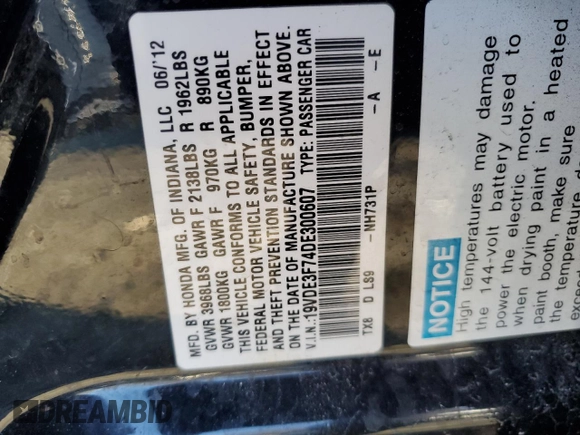 MFD. BY HONDA MFG. OF INDIANA, LLC 06/'12
GVWR 3969LBS GAWR F 2138LBS R 1962LBS
GVWR 1800KG GAWR F 970KG R 890KG
THIS VEHICLE CONFORMS TO ALL APPLICABLE
FEDERAL MOTOR VEHICLE SAFETY, BUMPER,
AND THEFT PREVENTION STANDARDS IN EFFECT
ON THE DATE OF MANUFACTURE SHOWN ABOVE.
V.I.N.:19VDE3F74DE300607 TYPE: PASSENGER CAR
TX8 D LS9 -NH731P -A -E
NOTICE
High temperatures may damage
the 144-volt battery used to
power the electric motor.
when drying paint in a heated
paint booth, make sure
the temperature
DREAMBID